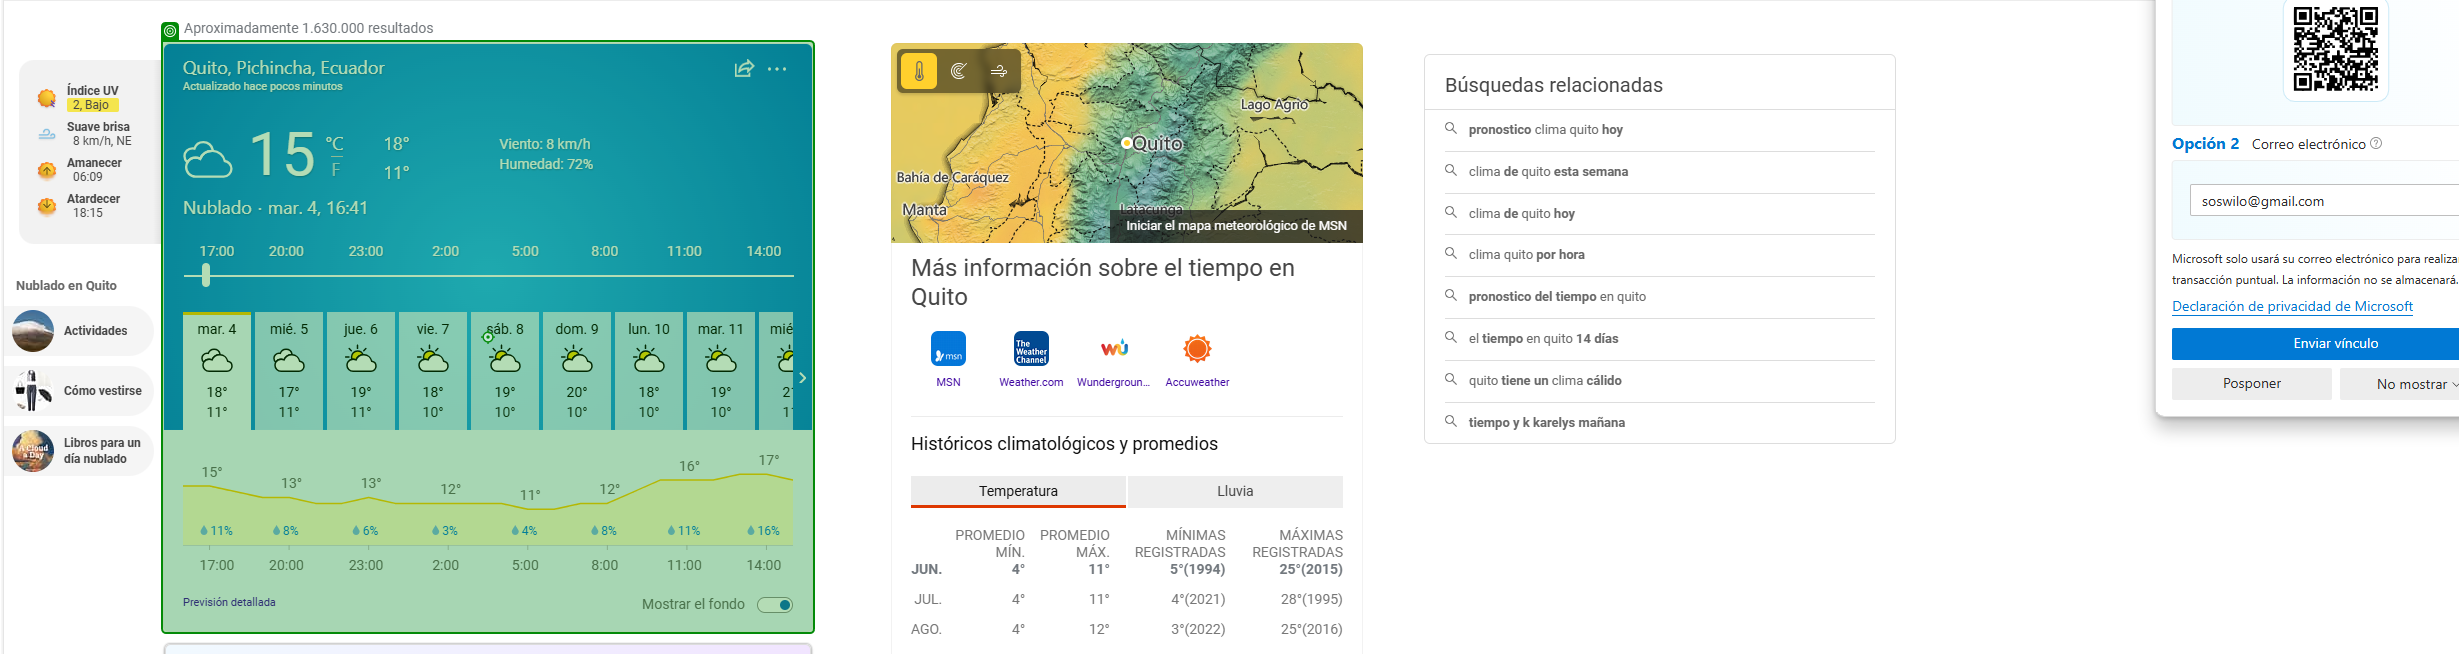 Aproximadamente 1.630.000 resultados
Índice UV
2, Bajo
Suave brisa
8 km/h, NE
Amanecer
06:09
Atardecer
18:15
Nublado en Quito
Actividades
Cómo vestirse
A Cloud
a Day
Libros para un
día nublado
Quito, Pichincha, Ecuador
Actualizado hace pocos minutos
15 °C
F
18°
11°
Viento: 8 km/h
Humedad: 72%
Nublado · mar. 4, 16:41
17:00 20:00 23:00 2:00 5:00 8:00 11:00 14:00
mar. 4 mié. 5 jue. 6 vie. 7 sáb. 8 dom. 9 lun. 10 mar. 11 mié
18° 17° 19° 18° 19° 20° 18° 19°
11° 11° 11° 10° 10° 10° 10° 10°
15° 13° 13° 12° 11° 12° 16° 17°
11% 8% 6% 3% 4% 8% 11% 16%
17:00 20:00 23:00 2:00 5:00 8:00 11:00 14:00
Previsión detallada
Mostrar el fondo
Lago Agrio
Quito
Bahía de Caráquez
Manta
Latacunga
Iniciar el mapa meteorológico de MSN
Más información sobre el tiempo en
Quito
msn
The
Weather
Channel
wu
MSN Weather.com Wundergroun... Accuweather
Históricos climatológicos y promedios
Temperatura Lluvia
PROMEDIO PROMEDIO MÍNIMAS MÁXIMAS
MÍN. MÁX. REGISTRADAS REGISTRADAS
JUN. 4° 11° 5°(1994) 25°(2015)
JUL. 4° 11° 4°(2021) 28°(1995)
AGO. 4° 12° 3°(2022) 25°(2016)
Búsquedas relacionadas
pronostico clima quito hoy
clima de quito esta semana
clima de quito hoy
clima quito por hora
pronostico del tiempo en quito
el tiempo en quito 14 días
quito tiene un clima cálido
tiempo y k karelys mañana
Opción 2 Correo electrónico
soswilo@gmail.com
Microsoft solo usará su correo electrónico para realiza
transacción puntual. La información no se almacenará.
Declaración de privacidad de Microsoft
Enviar vínculo
Posponer No mostrar